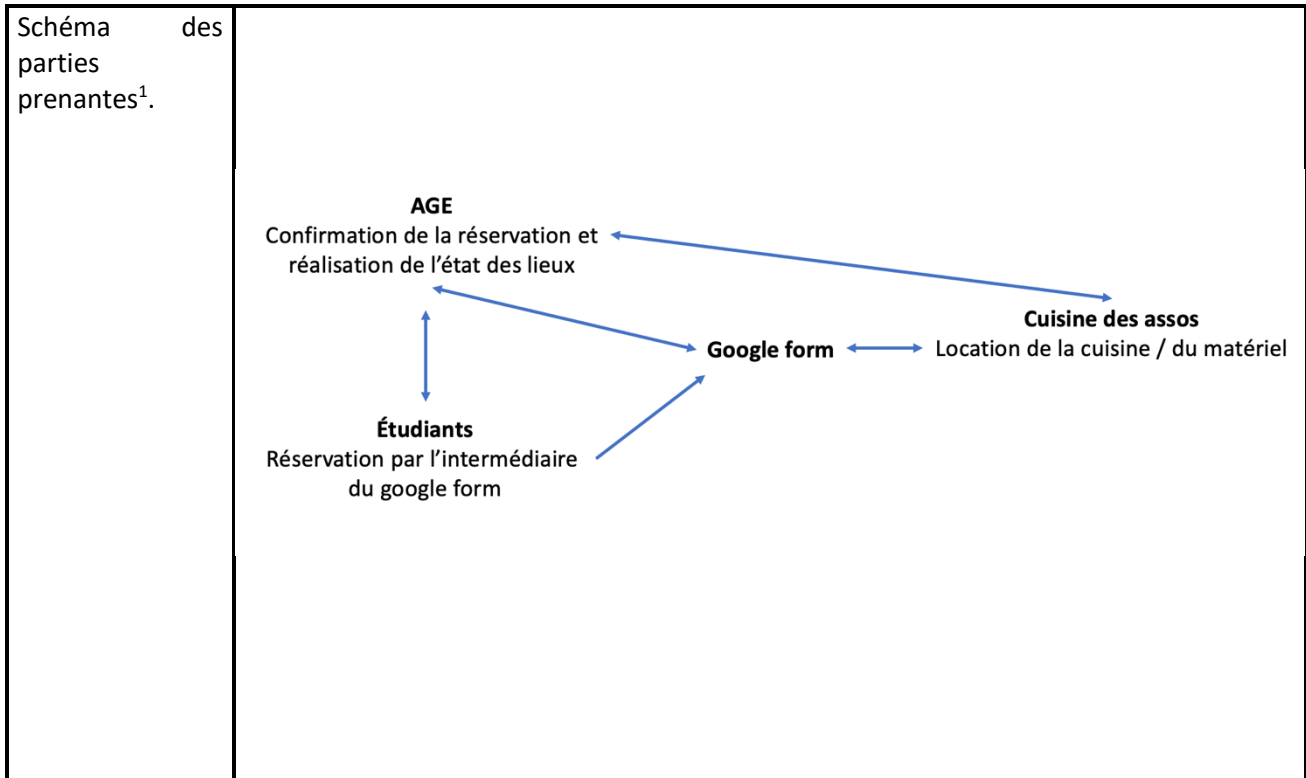 Schéma des
parties
prenantes¹.
AGE
Confirmation de la réservation et
réalisation de l’état des lieux
Cuisine des assos
Location de la cuisine / du matériel
Google form
Étudiants
Réservation par l’intermédiaire
du google form